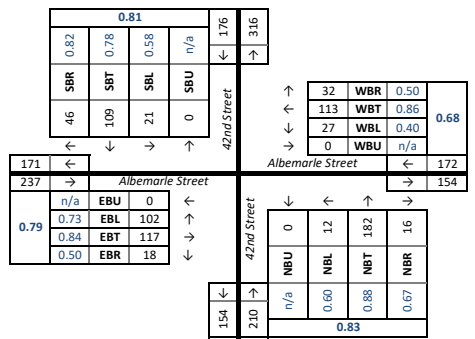 0.81
0.82 0.78 0.58 n/a 176 316
↓ ↑
SBR SBT SBL SBU
46 109 21 0
← ↓ → ↑
42nd Street
↑ 32 WBR 0.50
← 113 WBT 0.86
↓ 27 WBL 0.40
→ 0 WBU n/a
0.68
171 ← Albemarle Street ← 172
237 → Albemarle Street → 154
n/a EBU 0 ←
0.73 EBL 102 ↑
0.84 EBT 117 →
0.50 EBR 18 ↓
0.79
42nd Street
↓ ← ↑ →
0 12 182 16
NBU NBL NBT NBR
↓ ↑
154 210 n/a 0.60 0.88 0.67
0.83